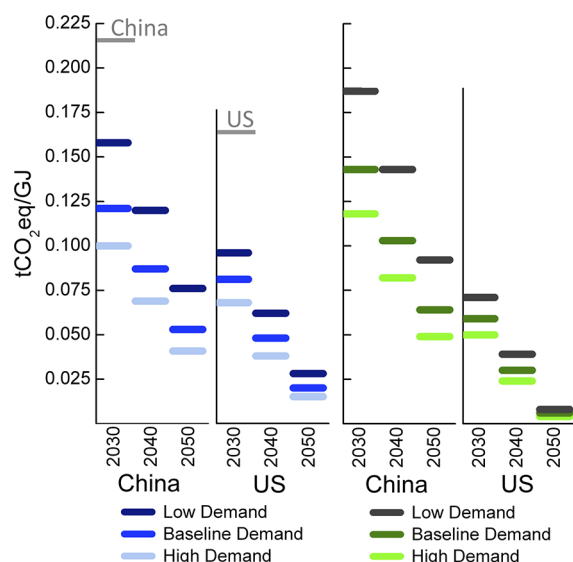 0.225
0.200
0.175
0.150
0.125
0.100
0.075
0.050
0.025
tCO₂eq/GJ
China
US
2030
2040
2050
2030
2040
2050
2030
2040
2050
2030
2040
2050
China
US
China
US
Low Demand
Baseline Demand
High Demand
Low Demand
Baseline Demand
High Demand